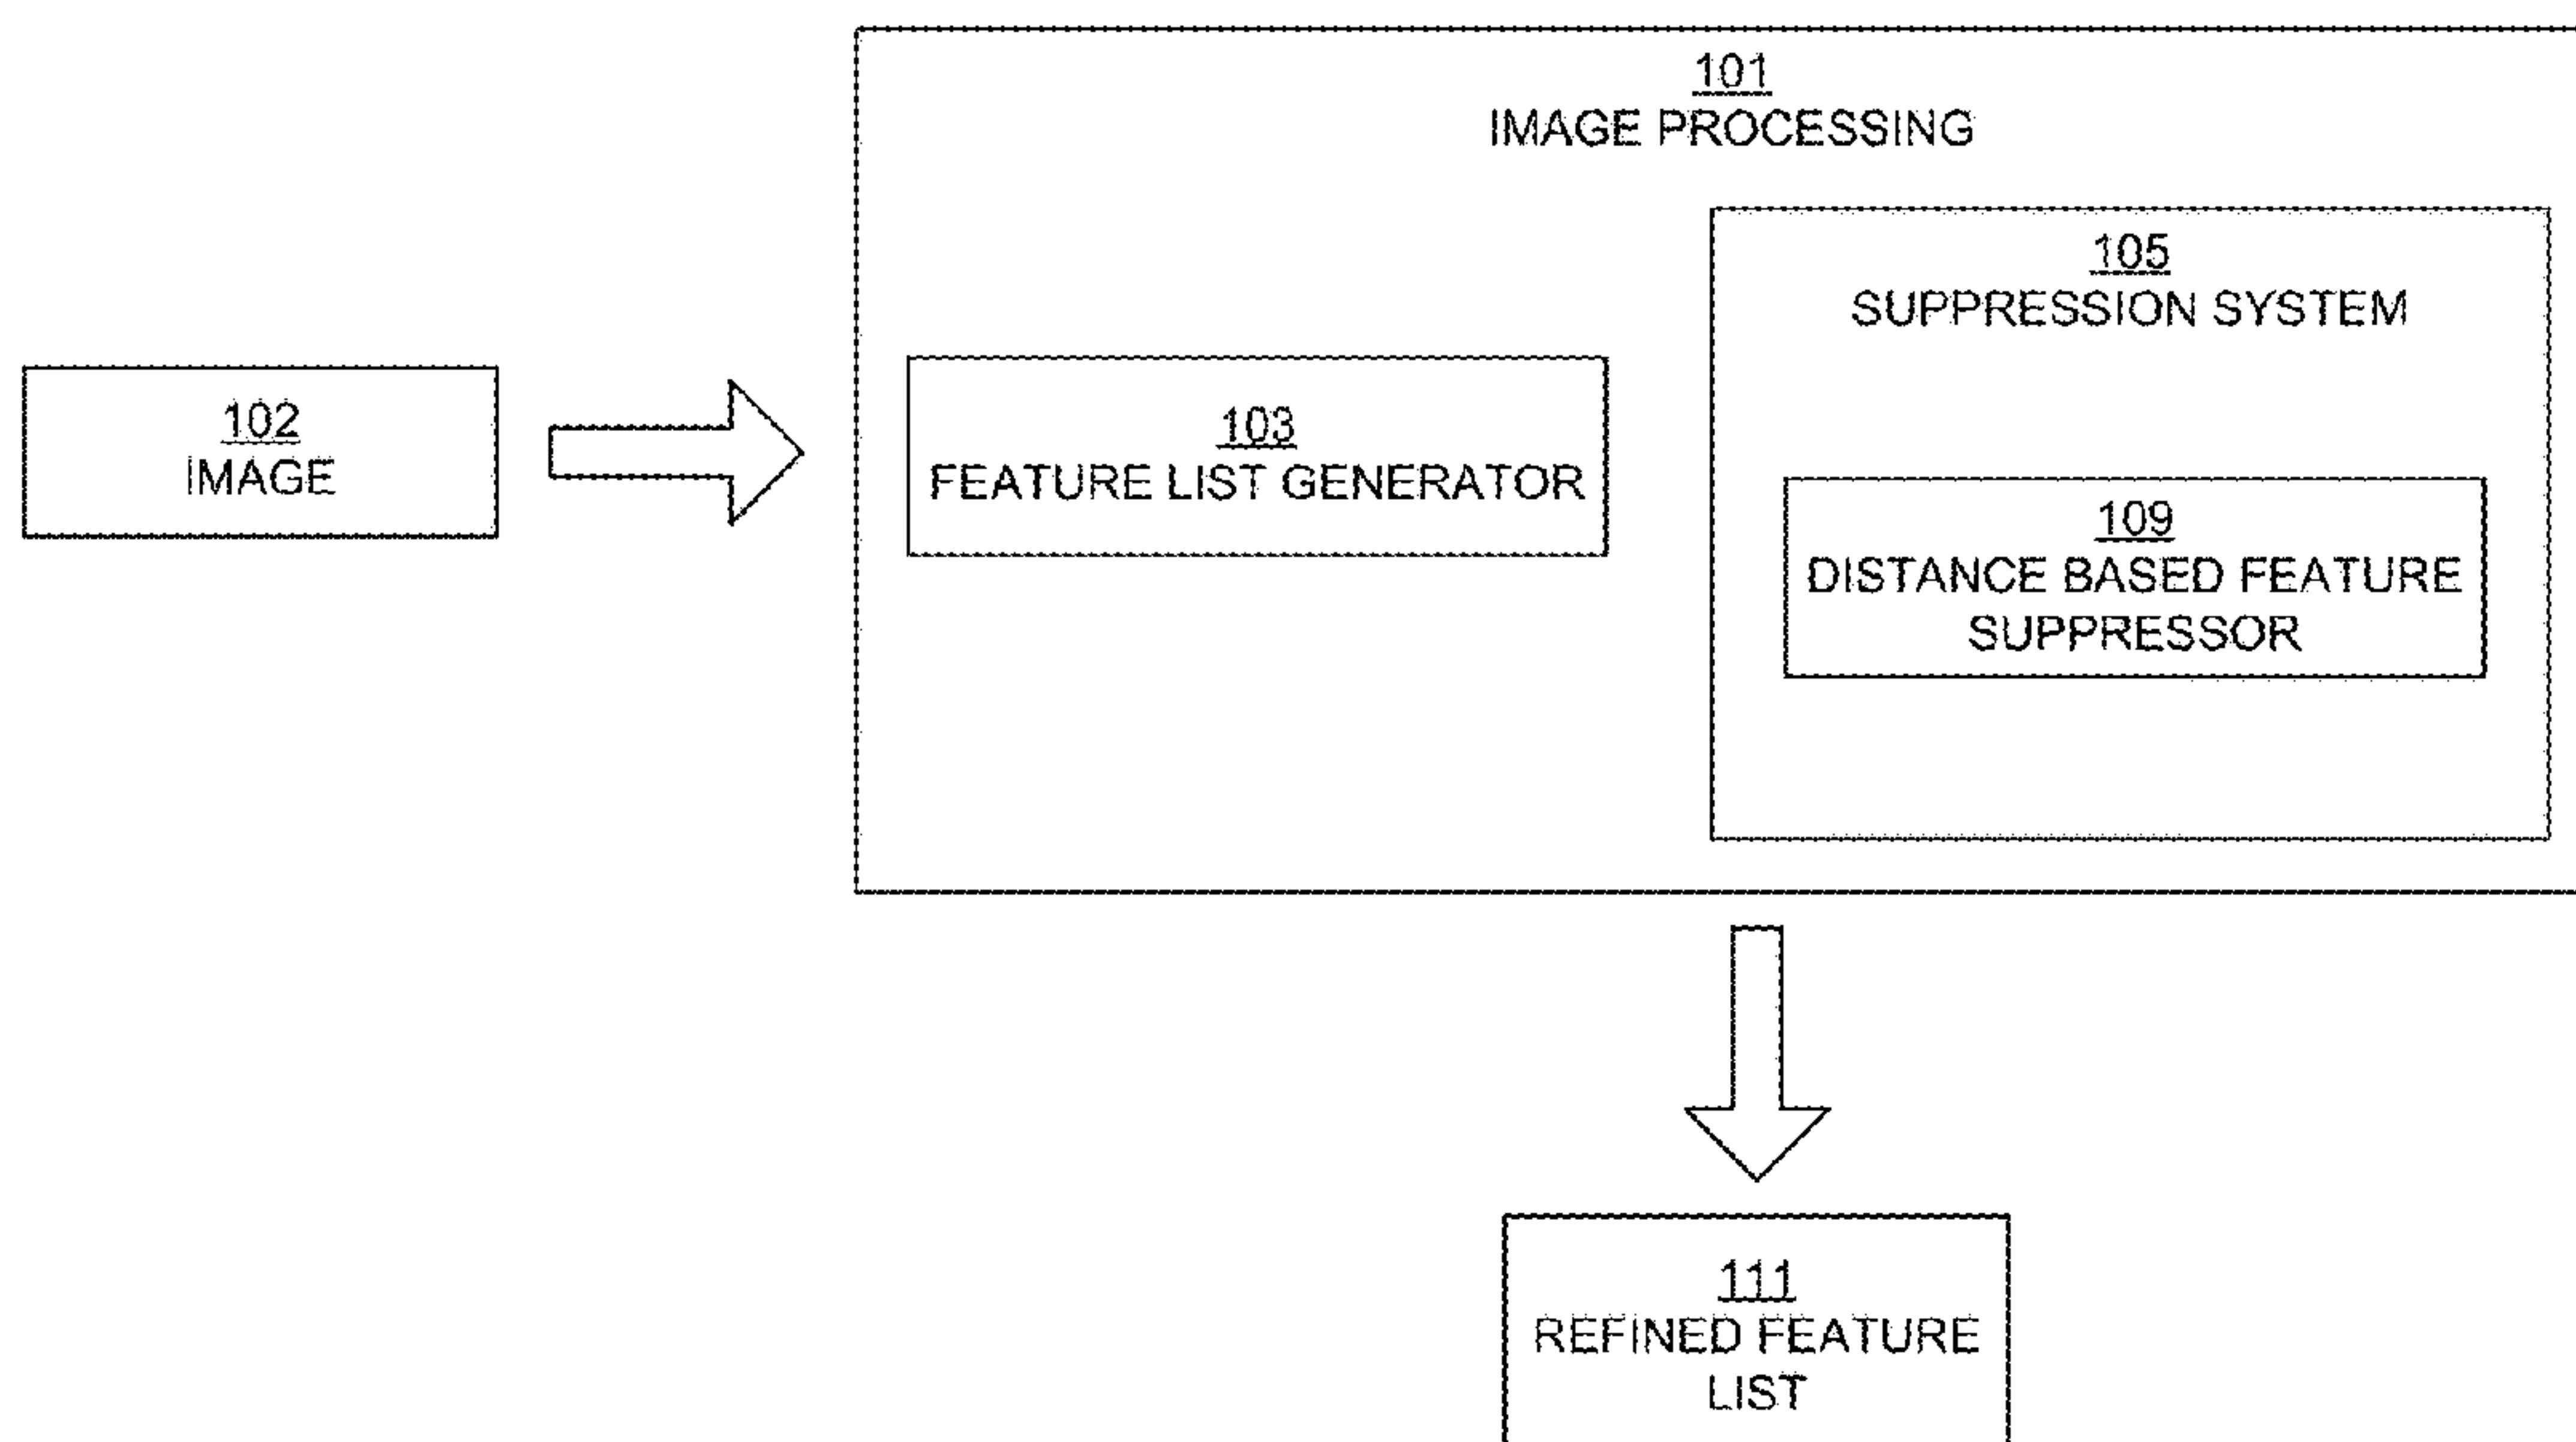 101
IMAGE PROCESSING
105
SUPPRESSION SYSTEM
102
IMAGE
103
FEATURE LIST GENERATOR
109
DISTANCE BASED FEATURE
SUPPRESSOR
111
REFINED FEATURE
LIST